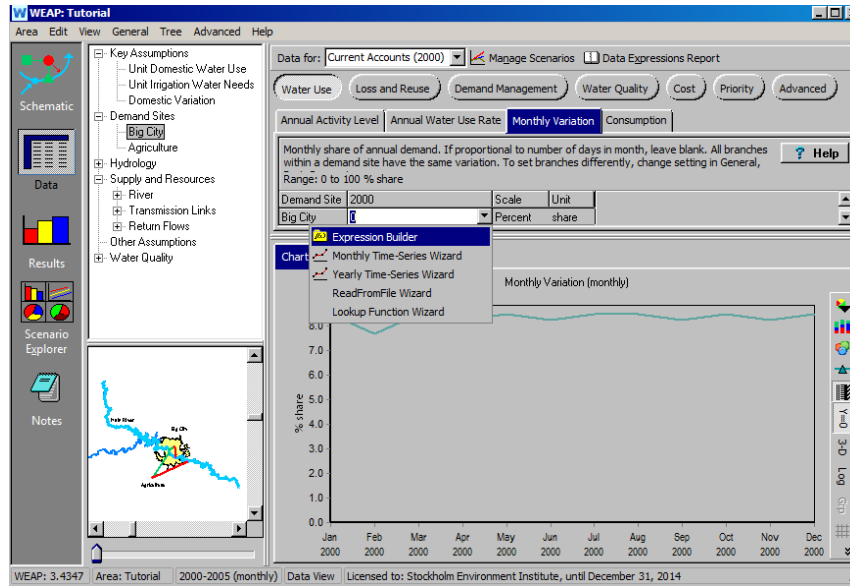 WEAP: Tutorial
Area Edit View General Tree Advanced Help
Schematic
Data
Results
Scenario
Explorer
Notes
Key Assumptions
Unit Domestic Water Use
Unit Irrigation Water Needs
Domestic Variation
Demand Sites
Big City
Agriculture
Hydrology
Supply and Resources
River
Transmission Links
Return Flows
Other Assumptions
Water Quality
Main River
Big City
Agriculture
Data for: Current Accounts (2000) Manage Scenarios Data Expressions Report
Water Use Loss and Reuse Demand Management Water Quality Cost Priority Advanced
Annual Activity Level Annual Water Use Rate Monthly Variation Consumption
Monthly share of annual demand. If proportional to number of days in month, leave blank. All branches
within a demand site have the same variation. To set branches differently, change setting in General,
Range: 0 to 100 % share
? Help
Demand Site 2000 Scale Unit
Big City 0 Percent share
Expression Builder
Monthly Time-Series Wizard
Yearly Time-Series Wizard
ReadFromFile Wizard
Lookup Function Wizard
Chart
Monthly Variation (monthly)
% share
8.0
7.0
6.0
5.0
4.0
3.0
2.0
1.0
0.0
Jan Feb Mar Apr May Jun Jul Aug Sep Oct Nov Dec
2000 2000 2000 2000 2000 2000 2000 2000 2000 2000 2000 2000
Y=0
3-D
Log
WEAP: 3.4347 Area: Tutorial 2000-2005 (monthly) Data View Licensed to: Stockholm Environment Institute, until December 31, 2014